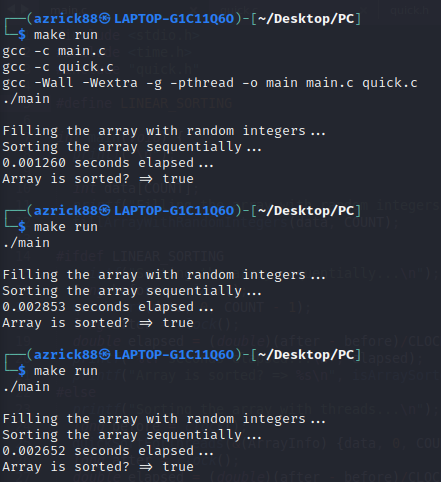 ┌──(azrick88㉿LAPTOP-G1C11Q6O)-[~/Desktop/PC]
└─$ make run
gcc -c main.c
gcc -c quick.c
gcc -Wall -Wextra -g -pthread -o main main.c quick.c
./main
Filling the array with random integers...
Sorting the array sequentially...
0.001260 seconds elapsed...
Array is sorted? => true
┌──(azrick88㉿LAPTOP-G1C11Q6O)-[~/Desktop/PC]
└─$ make run
./main
Filling the array with random integers...
Sorting the array sequentially...
0.002853 seconds elapsed...
Array is sorted? => true
┌──(azrick88㉿LAPTOP-G1C11Q6O)-[~/Desktop/PC]
└─$ make run
./main
Filling the array with random integers...
Sorting the array sequentially...
0.002652 seconds elapsed...
Array is sorted? => true